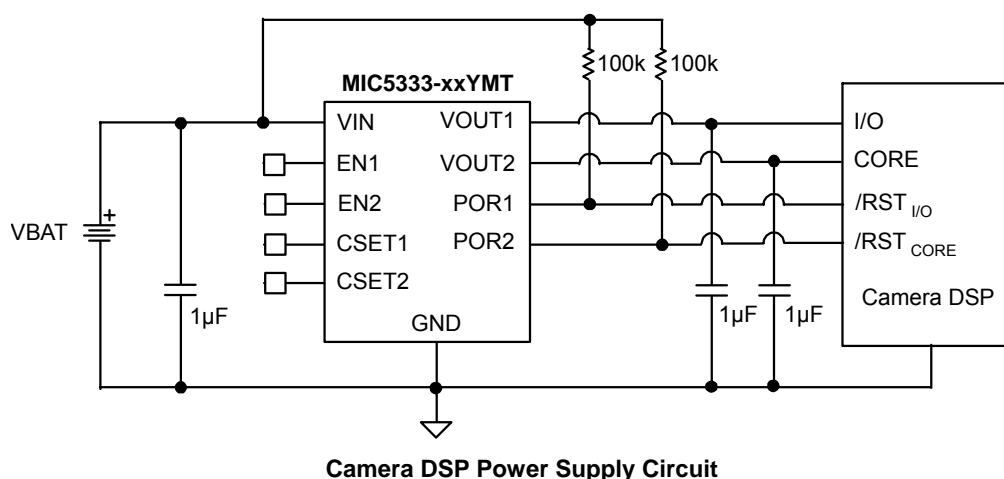 100k
100k
MIC5333-xxYMT
VIN
VOUT1
I/O
EN1
VOUT2
CORE
EN2
POR1
/RST I/O
VBAT
+
CSET1
POR2
/RST CORE
CSET2
1µF
GND
1µF
1µF
Camera DSP
Camera DSP Power Supply Circuit